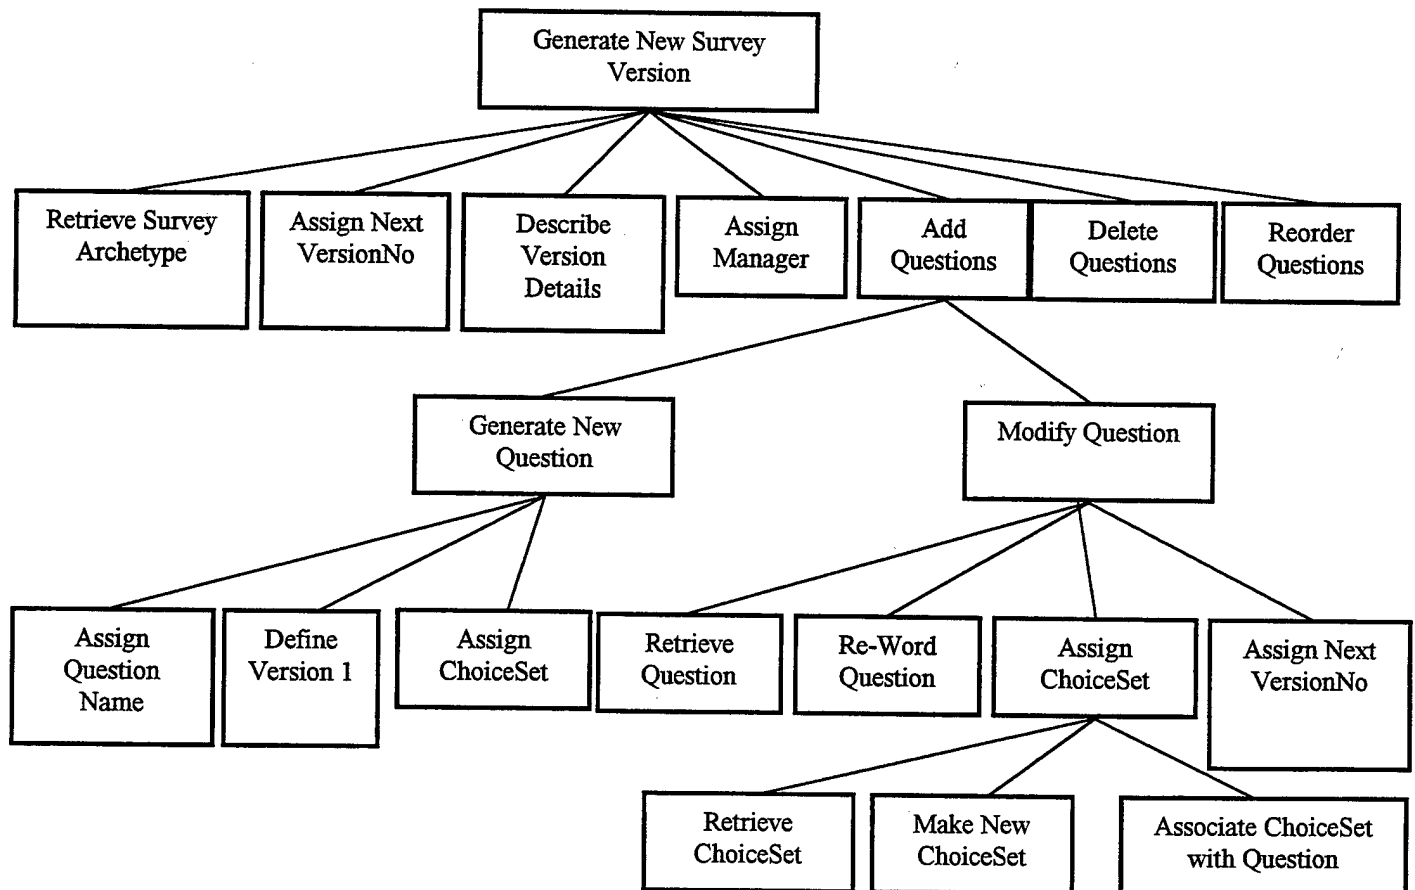 Generate New Survey
Version
Retrieve Survey
Archetype
Assign Next
VersionNo
Describe
Version
Details
Assign
Manager
Add
Questions
Delete
Questions
Reorder
Questions
Generate New
Question
Modify Question
Assign
Question
Name
Define
Version 1
Assign
ChoiceSet
Retrieve
Question
Re-Word
Question
Assign
ChoiceSet
Assign Next
VersionNo
Retrieve
ChoiceSet
Make New
ChoiceSet
Associate ChoiceSet
with Question